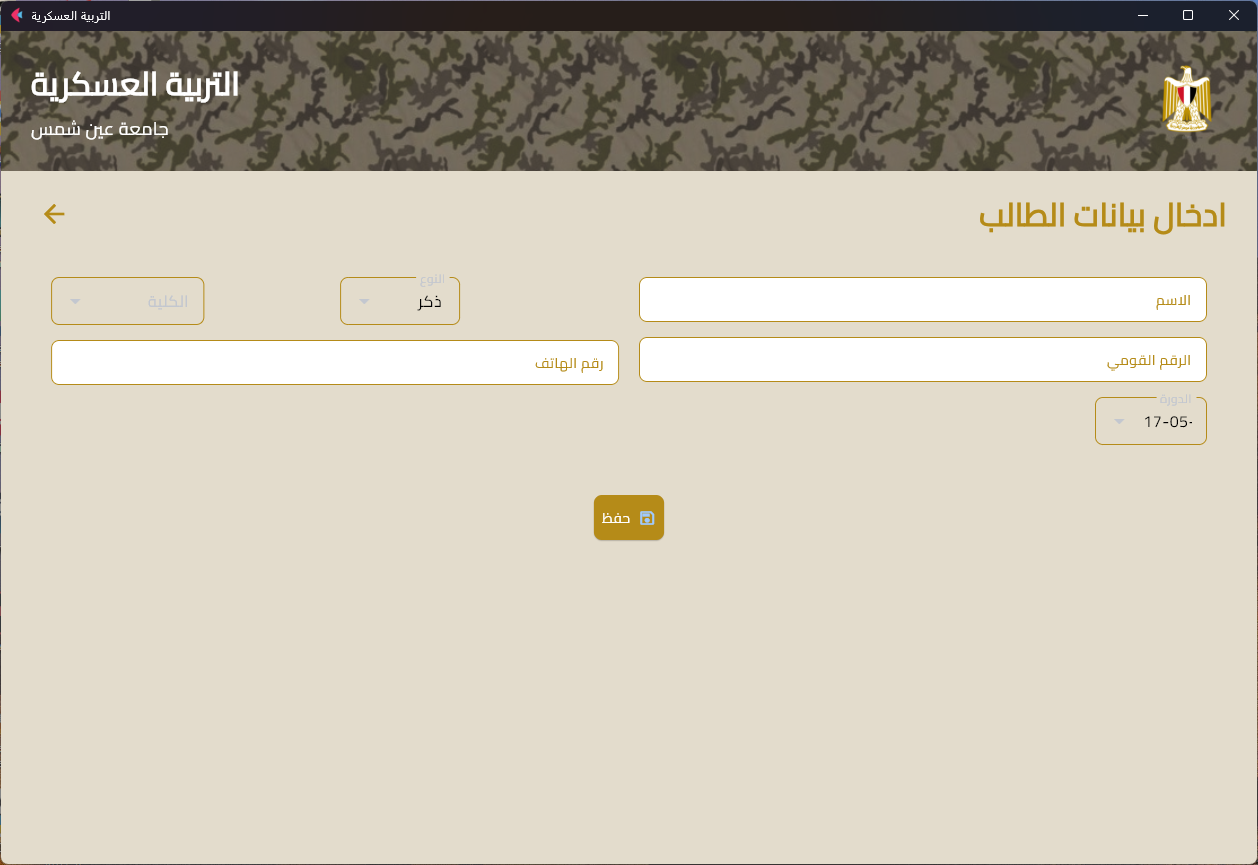 التربية العسكرية
التربية العسكرية
جامعة عين شمس
ادخال بيانات الطالب
الاسم
النوع
ذكر
الكلية
الرقم القومي
رقم الهاتف
الدورة
17-05-
حفظ